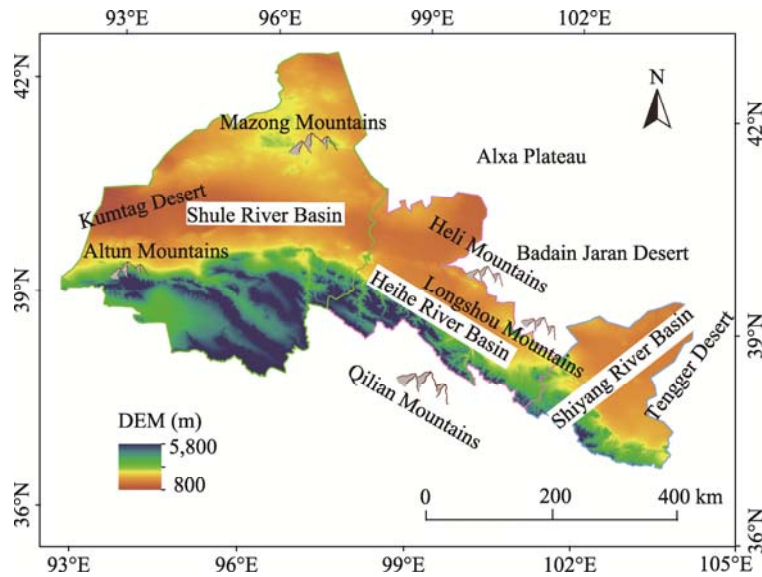 93°E 96°E 99°E 102°E
42°N
42°N
N
Mazong Mountains
Alxa Plateau
Kumtag Desert
Shule River Basin
Heli Mountains
Altun Mountains
Badain Jaran Desert
39°N
39°N
Heihe River Basin
Longshou Mountains
Shiyang River Basin
Tengger Desert
Qilian Mountains
DEM (m)
5,800
800
0 200 400 km
36°N
36°N
93°E 96°E 99°E 102°E 105°E